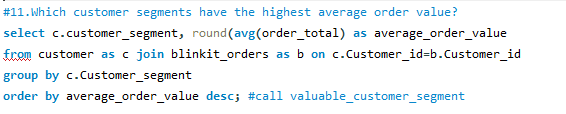 #11.Which customer segments have the highest average order value?
select c.customer_segment, round(avg(order_total) as average_order_value
from customer as c join blinkit_orders as b on c.Customer_id=b.Customer_id
group by c.Customer_segment
order by average_order_value desc; #call valuable_customer_segment